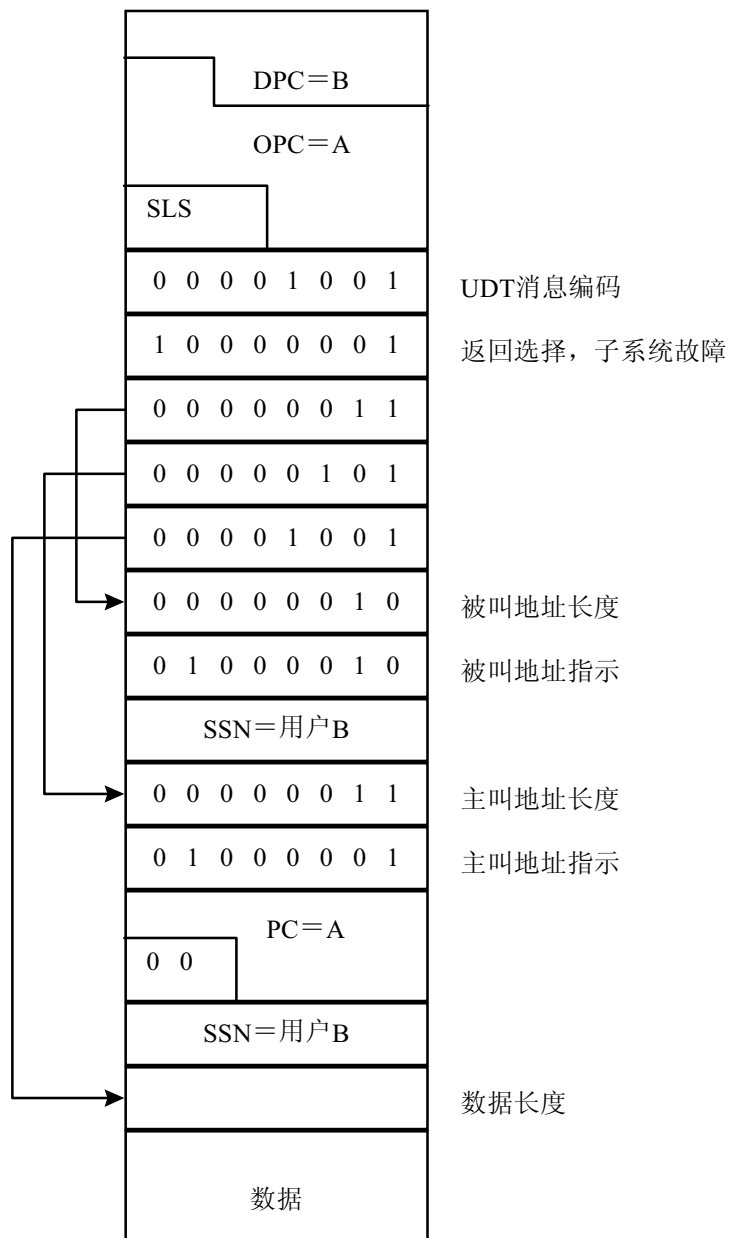 DPC＝B
OPC＝A
SLS
0 0 0 0 1 0 0 1 UDT消息编码
1 0 0 0 0 0 0 1 返回选择，子系统故障
0 0 0 0 0 0 1 1
0 0 0 0 0 1 0 1
0 0 0 0 1 0 0 1
0 0 0 0 0 0 1 0 被叫地址长度
0 1 0 0 0 0 1 0 被叫地址指示
SSN＝用户B
0 0 0 0 0 0 1 1 主叫地址长度
0 1 0 0 0 0 0 1 主叫地址指示
PC＝A
0 0
SSN＝用户B
数据长度
数据